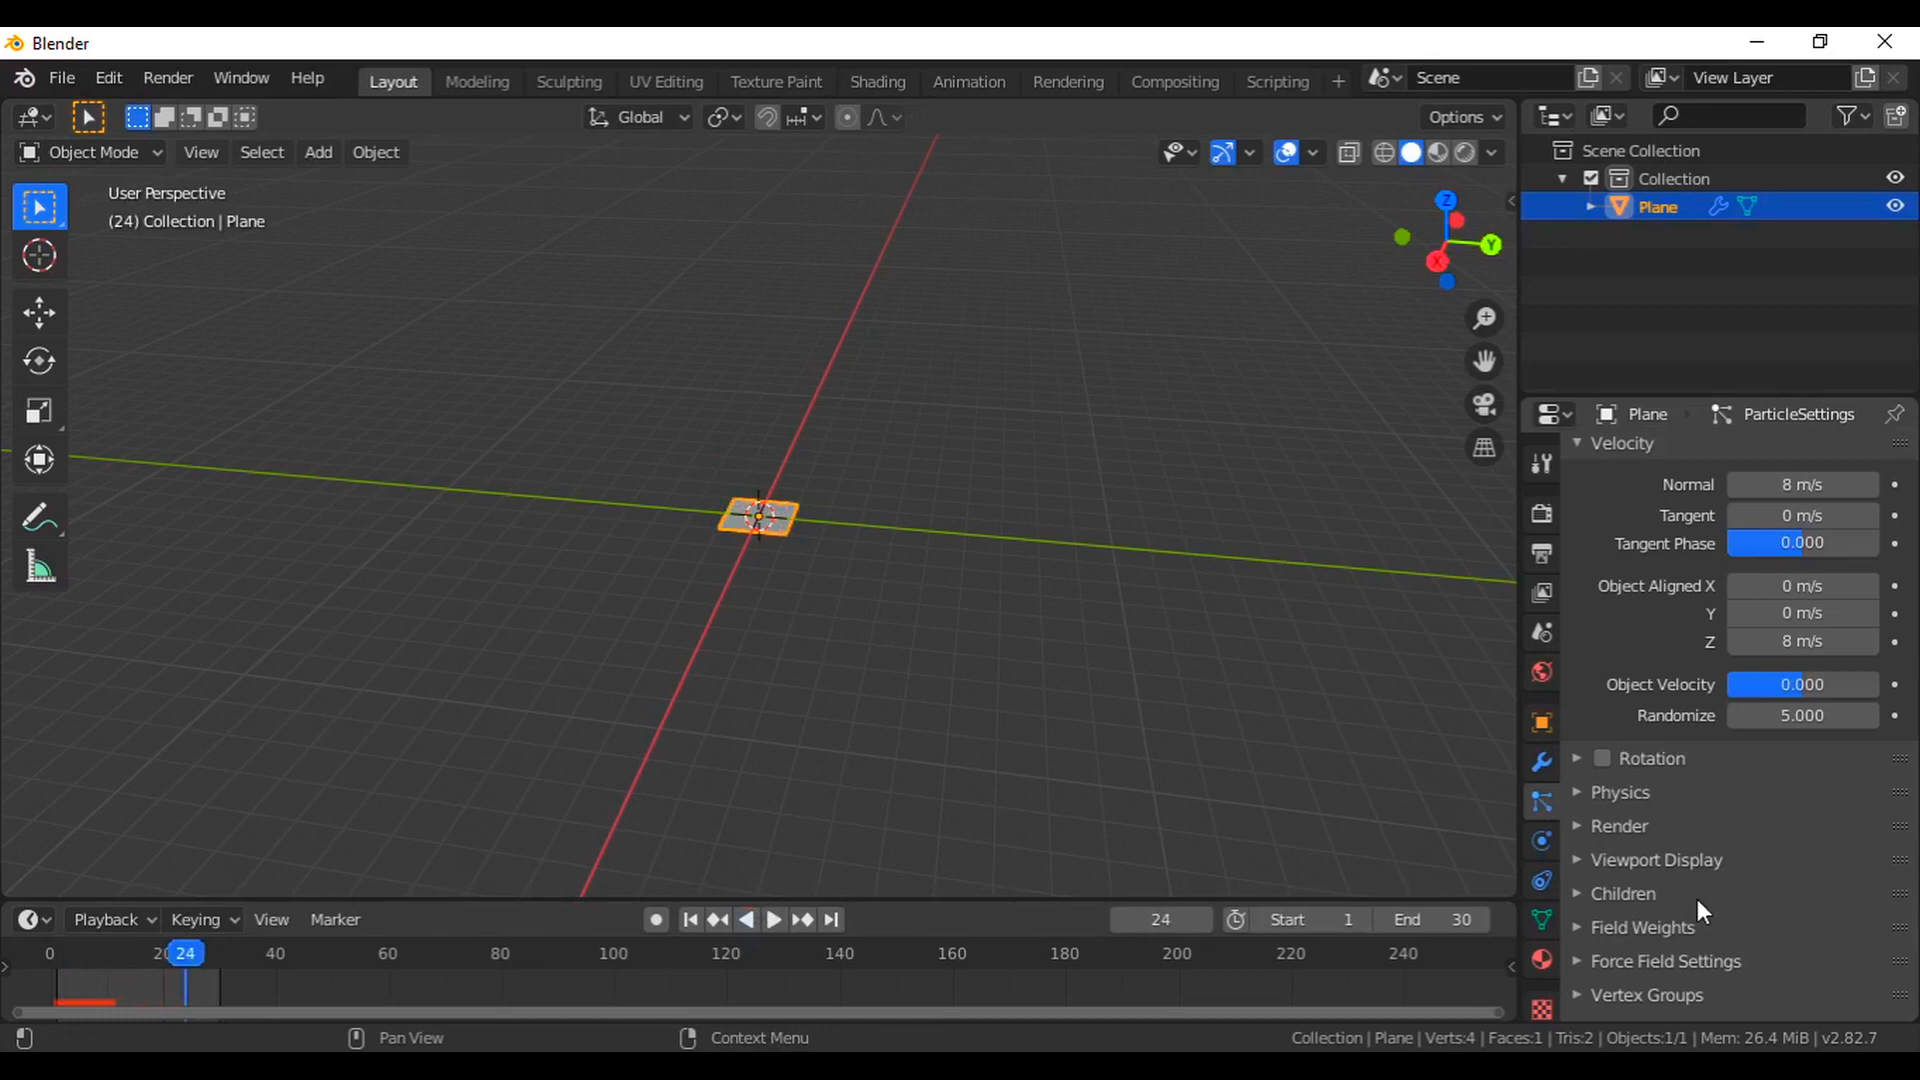 Blender
File Edit Render Window Help Layout Modeling Sculpting UV Editing Texture Paint Shading Animation Rendering Compositing Scripting + Scene View Layer
Global Options
Object Mode View Select Add Object
User Perspective
(24) Collection | Plane
Z
Y
X
Scene Collection
Collection
Plane
Plane ParticleSettings
Velocity
Normal 8 m/s
Tangent 0 m/s
Tangent Phase 0.000
Object Aligned X 0 m/s
Y 0 m/s
Z 8 m/s
Object Velocity 0.000
Randomize 5.000
Rotation
Physics
Render
Viewport Display
Children
Field Weights
Force Field Settings
Vertex Groups
Playback Keying View Marker 24 Start 1 End 30
0 20 24 40 60 80 100 120 140 160 180 200 220 240
Pan View Context Menu Collection | Plane | Verts:4 | Faces:1 | Tris:2 | Objects:1/1 | Mem: 26.4 MiB | v2.82.7